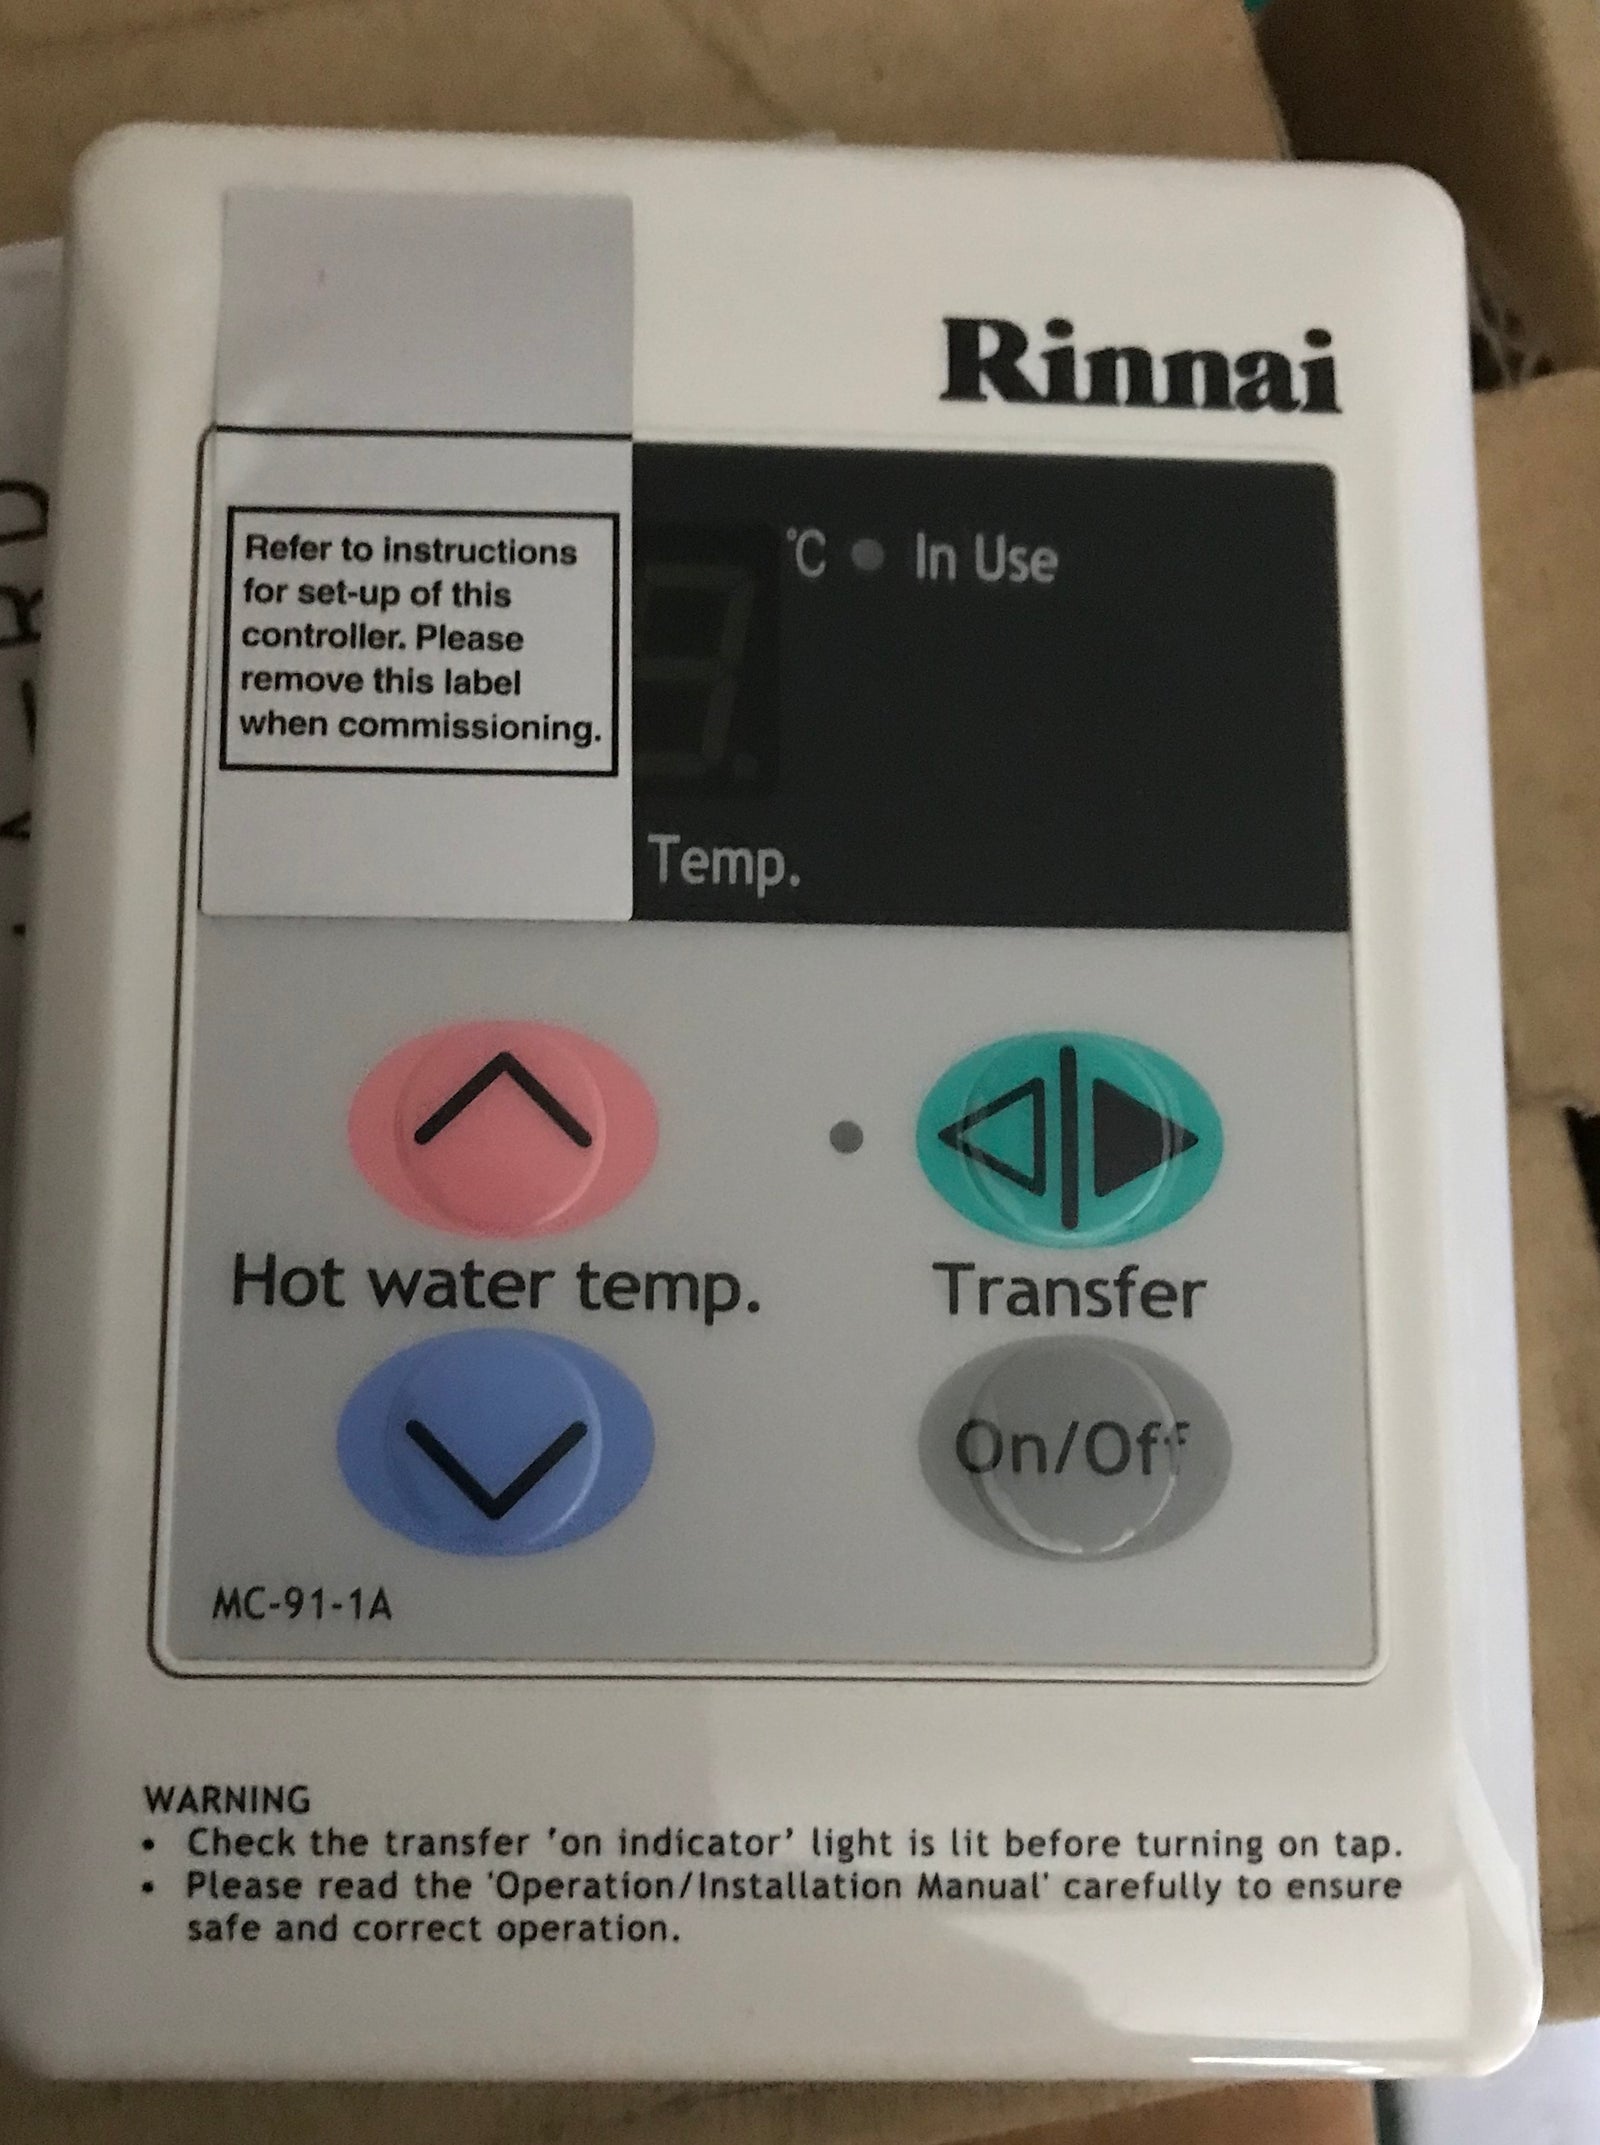 Rinnai
Refer to instructions
for set-up of this
controller. Please
remove this label
when commissioning.
°C • In Use
Temp.
Hot water temp.
Transfer
On/Off
MC-91-1A
WARNING
• Check the transfer 'on indicator' light is lit before turning on tap.
• Please read the 'Operation/Installation Manual' carefully to ensure
safe and correct operation.